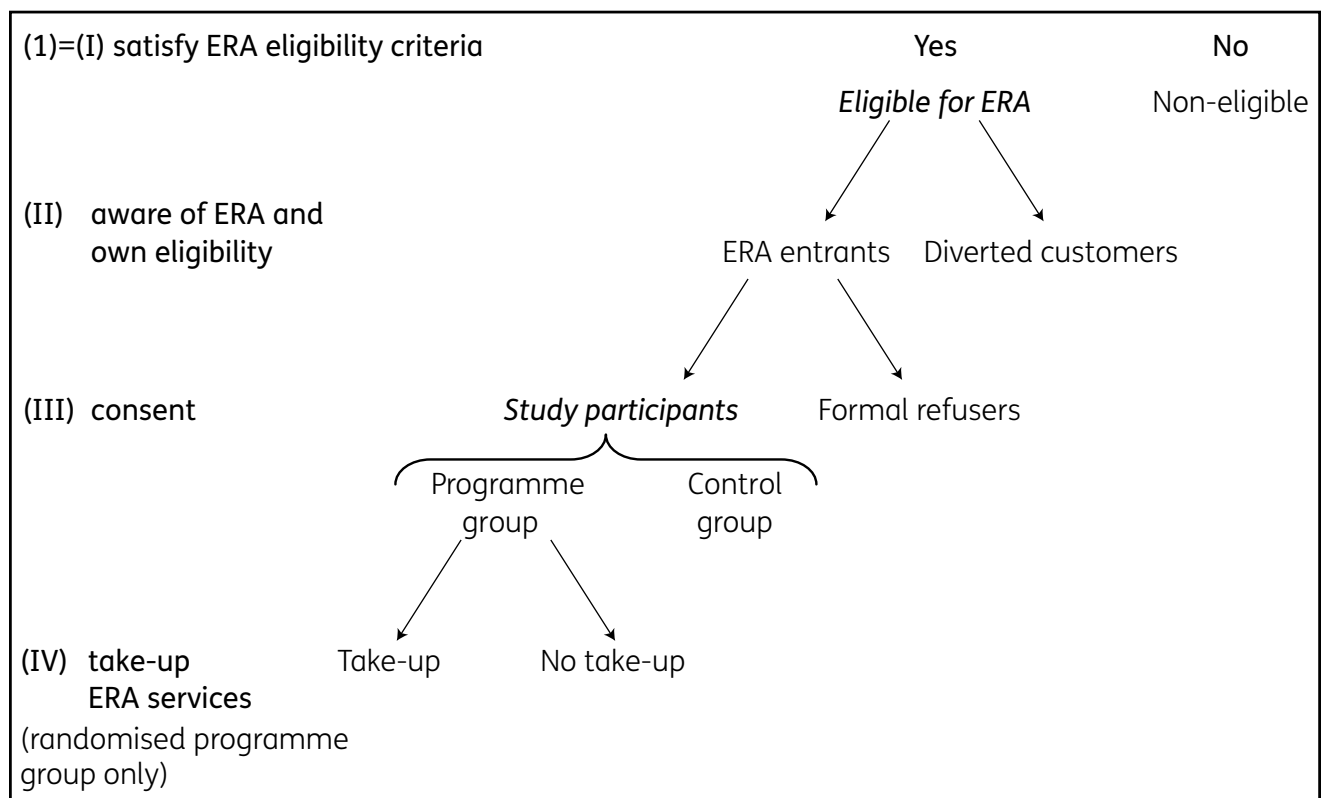 (1)=(I) satisfy ERA eligibility criteria Yes No
Eligible for ERA Non-eligible
(II) aware of ERA and
own eligibility ERA entrants Diverted customers
(III) consent Study participants Formal refusers
Programme Control
group group
(IV) take-up Take-up No take-up
ERA services
(randomised programme
group only)